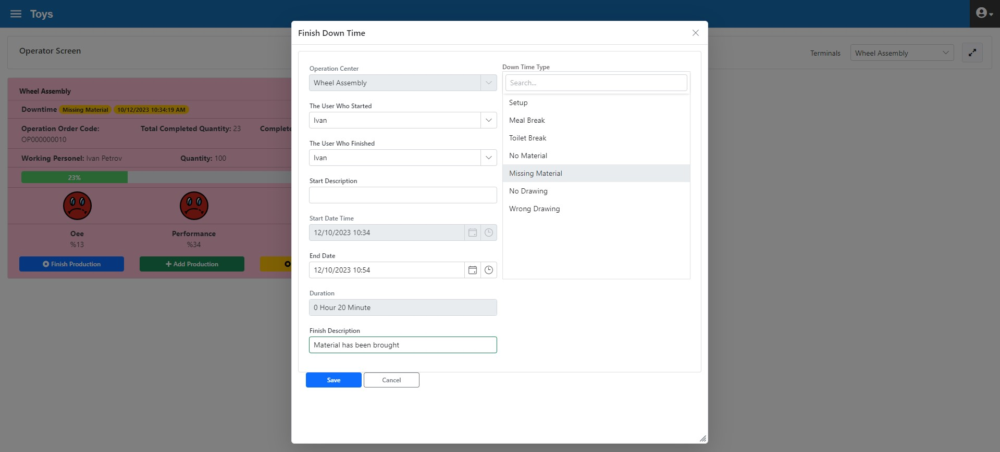 Toys
Operator Screen
Terminals
Wheel Assembly
Wheel Assembly
Downtime Missing Material 10/12/2023 10:34:19 AM
Operation Order Code: OP000000010
Total Completed Quantity: 23
Complete
Working Personel: Ivan Petrov
Quantity: 100
23%
Oee
%13
Performance
%34
Finish Production
Add Production
Finish Down Time
Operation Center
Wheel Assembly
The User Who Started
Ivan
The User Who Finished
Ivan
Start Description
Start Date Time
12/10/2023 10:34
End Date
12/10/2023 10:54
Duration
0 Hour 20 Minute
Finish Description
Material has been brought
Down Time Type
Search...
Setup
Meal Break
Toilet Break
No Material
Missing Material
No Drawing
Wrong Drawing
Save
Cancel